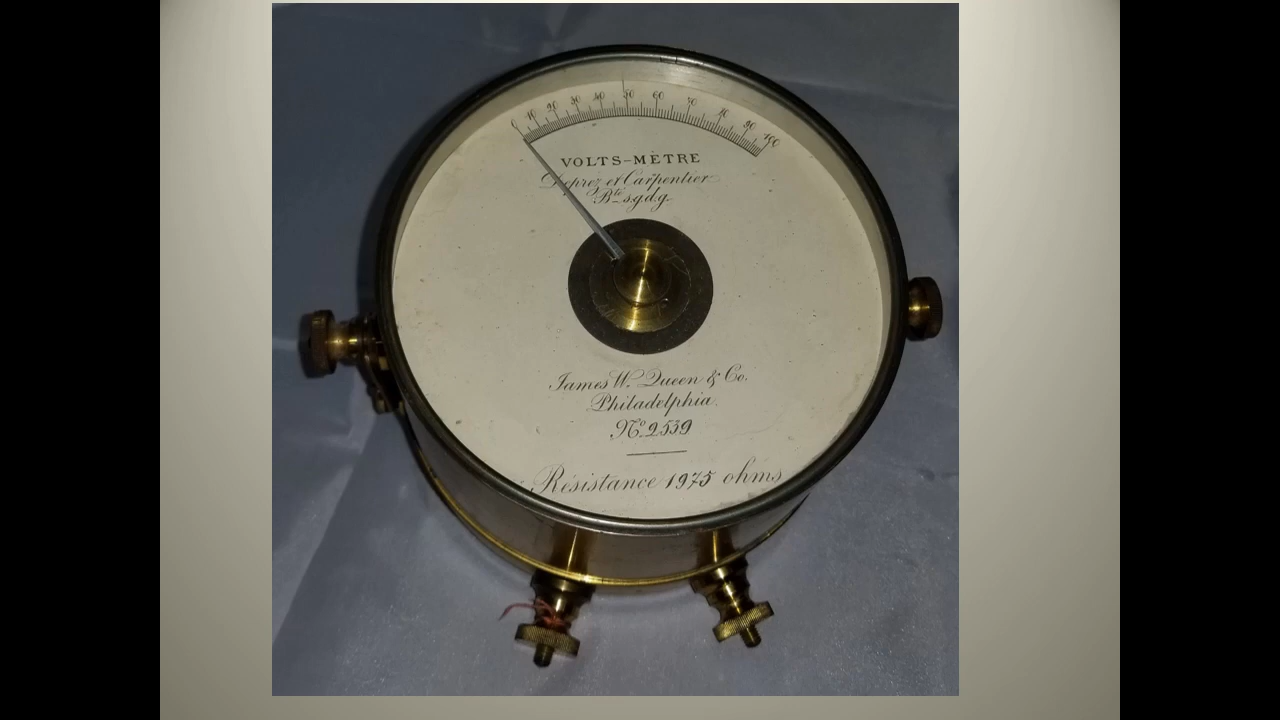 0 10 20 30 40 50 60 70 80 90 100
VOLTS-MÈTRE
Deprez et Carpentier
Bté s.g.d.g.
James W. Queen & Co.
Philadelphia.
No 2539
Résistance 1975 ohms